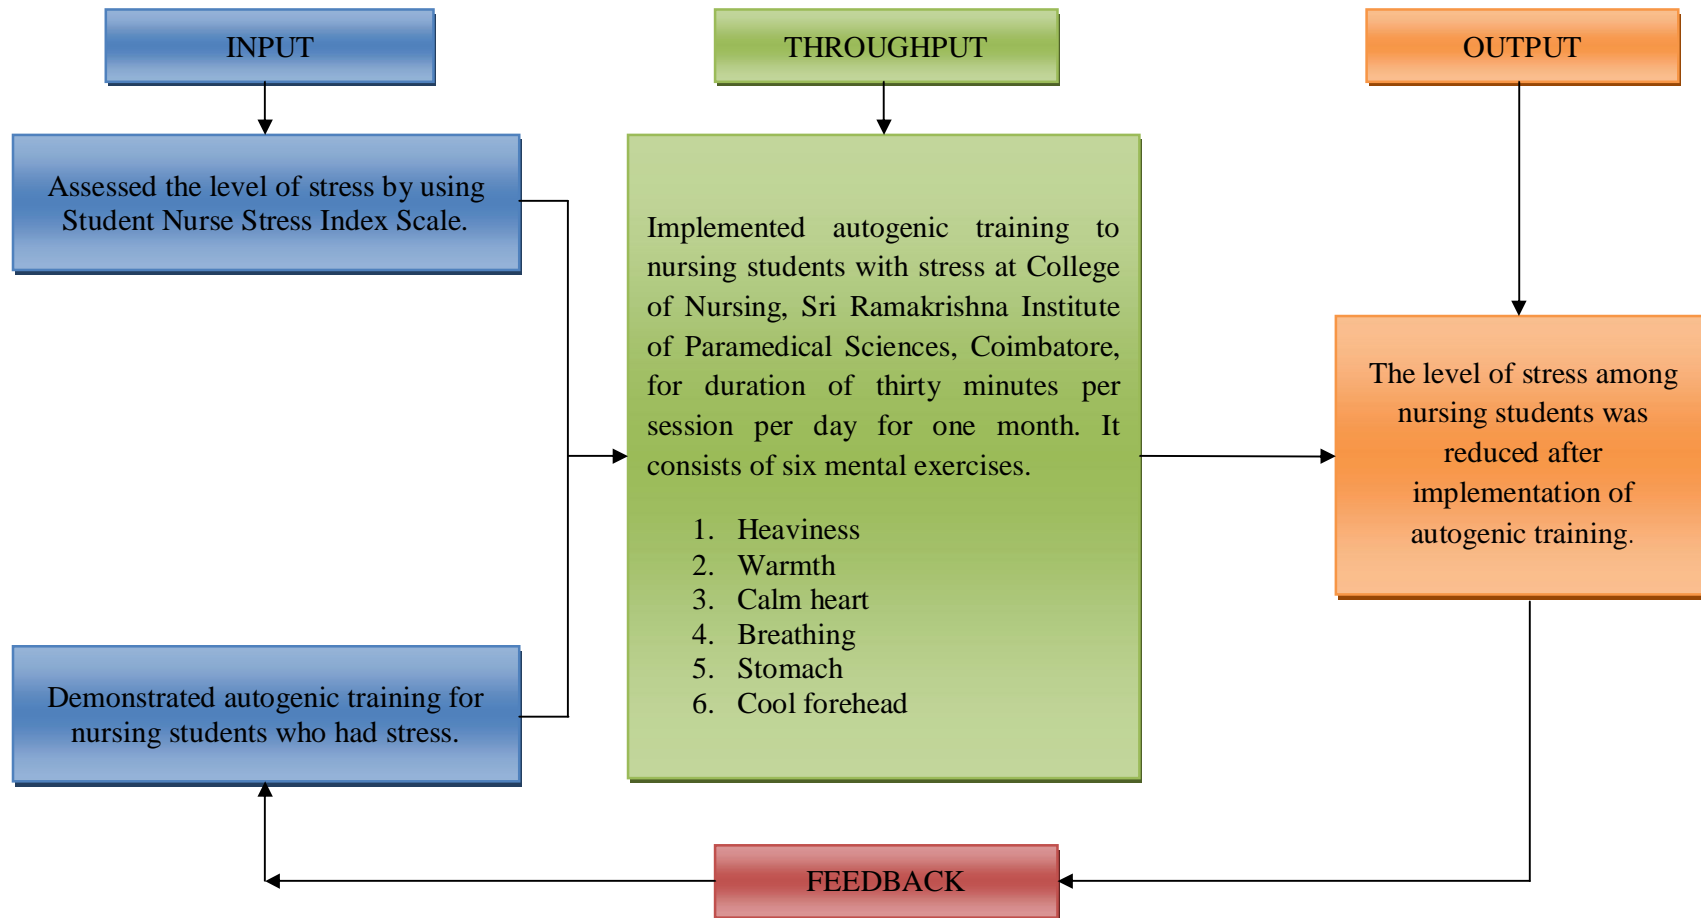 INPUT
THROUGHPUT
OUTPUT
Assessed the level of stress by using
Student Nurse Stress Index Scale.
Demonstrated autogenic training for
nursing students who had stress.
Implemented autogenic training to
nursing students with stress at College
of Nursing, Sri Ramakrishna Institute
of Paramedical Sciences, Coimbatore,
for duration of thirty minutes per
session per day for one month. It
consists of six mental exercises.
1. Heaviness
2. Warmth
3. Calm heart
4. Breathing
5. Stomach
6. Cool forehead
The level of stress among
nursing students was
reduced after
implementation of
autogenic training.
FEEDBACK